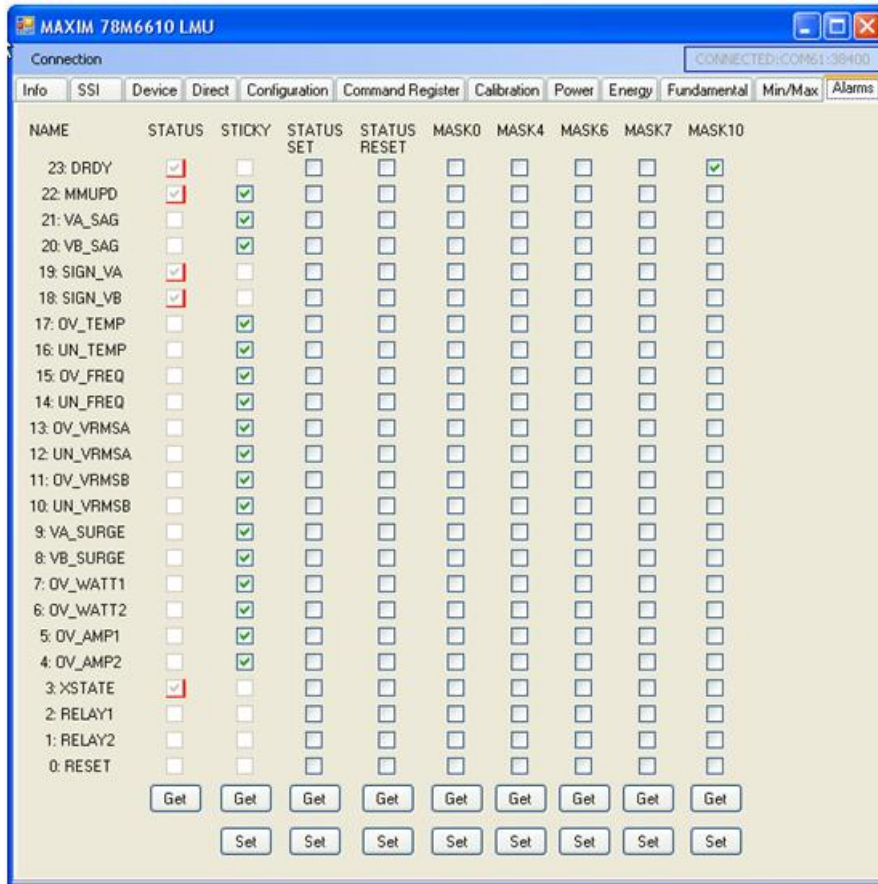 MAXIM 78M6610 LMU
Connection
CONNECTED:COM61:38400
Info SSI Device Direct Configuration Command Register Calibration Power Energy Fundamental Min/Max Alarms
NAME STATUS STICKY STATUS SET STATUS RESET MASK0 MASK4 MASK6 MASK7 MASK10
23: DRDY
22: MMUPD
21: VA_SAG
20: VB_SAG
19: SIGN_VA
18: SIGN_VB
17: OV_TEMP
16: UN_TEMP
15: OV_FREQ
14: UN_FREQ
13: OV_VRMSA
12: UN_VRMSA
11: OV_VRMSB
10: UN_VRMSB
9: VA_SURGE
8: VB_SURGE
7: OV_WATT1
6: OV_WATT2
5: OV_AMP1
4: OV_AMP2
3: XSTATE
2: RELAY1
1: RELAY2
0: RESET
Get Get Get Get Get Get Get Get Get
Set Set Set Set Set Set Set Set